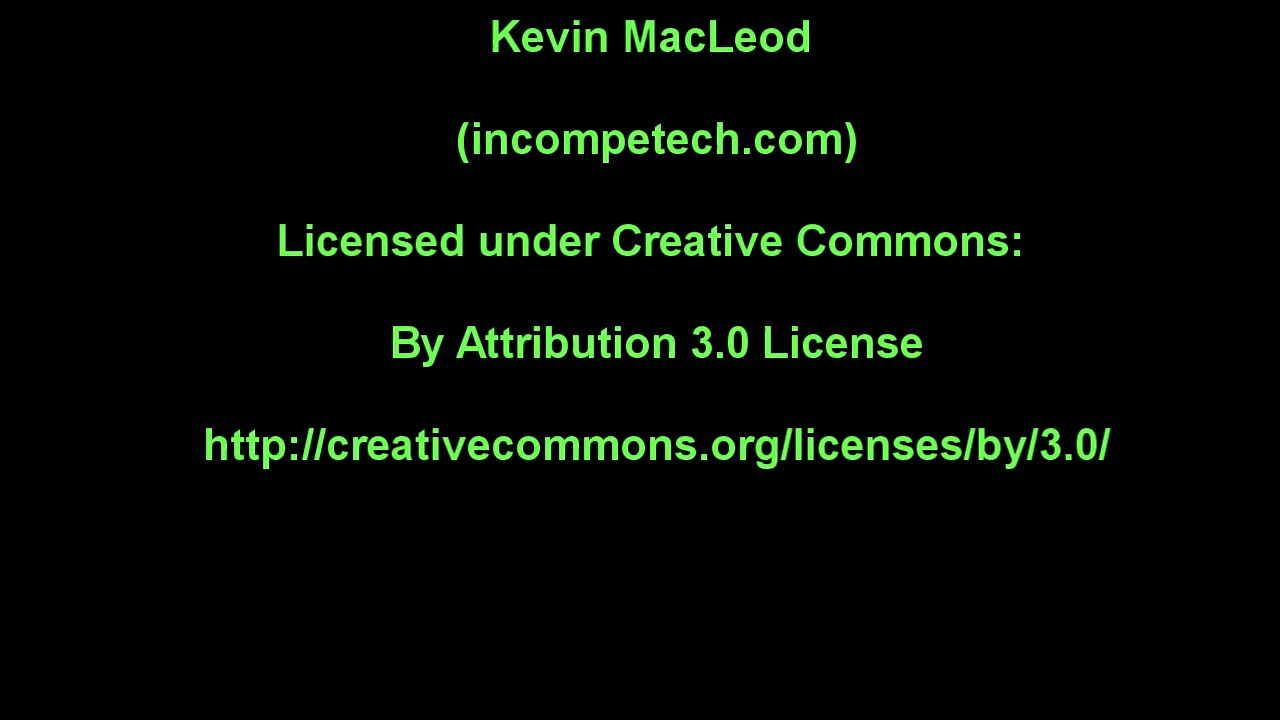 Kevin MacLeod
(incompetech.com)
Licensed under Creative Commons:
By Attribution 3.0 License
http://creativecommons.org/licenses/by/3.0/